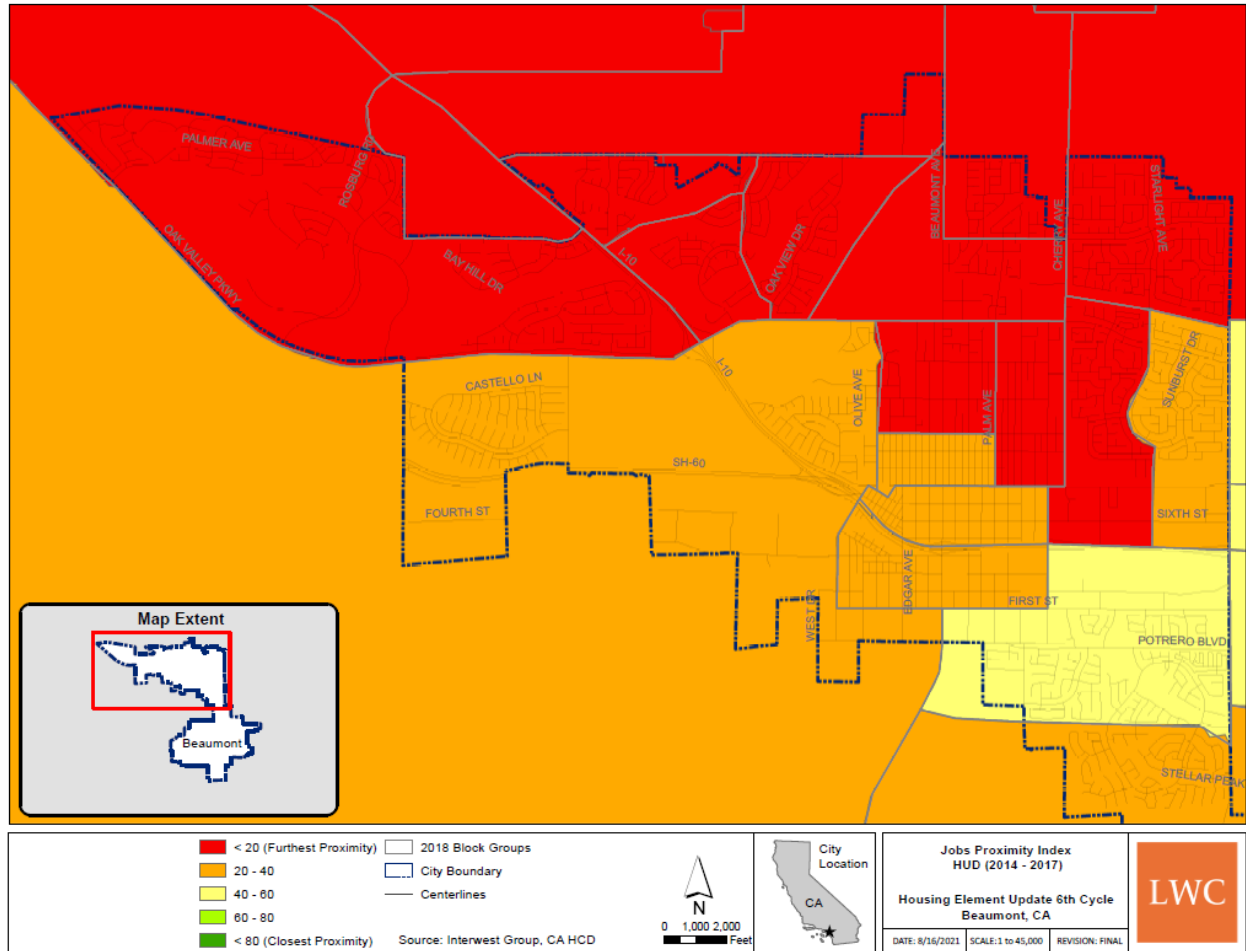 PALMER AVE
ROSBURG RD
BEAUMONT AVE
STARLIGHT AVE
CHERRY AVE
OAK VALLEY PKWY
BAY HILL DR
I-10
OAK VIEW DR
SUNBURST DR
I-10
CASTELLO LN
OLIVE AVE
PALM AVE
SH-60
FOURTH ST
SIXTH ST
EDGAR AVE
WEST DR
FIRST ST
POTRERO BLVD
STELLAR PEAK
Map Extent
Beaumont
< 20 (Furthest Proximity)
20 - 40
40 - 60
60 - 80
< 80 (Closest Proximity)
2018 Block Groups
City Boundary
Centerlines
Source: Interwest Group, CA HCD
N
0 1,000 2,000
Feet
City
Location
CA
Jobs Proximity Index
HUD (2014 - 2017)
Housing Element Update 6th Cycle
Beaumont, CA
DATE: 8/16/2021
SCALE:1 to 45,000
REVISION: FINAL
LWC